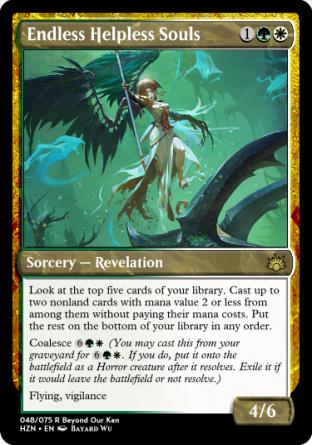 Endless Helpless Souls 1
Sorcery — Revelation
Look at the top five cards of your library. Cast up
to two nonland cards with mana value 2 or less from
among them without paying their mana costs. Put
the rest on the bottom of your library in any order.
Coalesce 6 (You may cast this from your
graveyard for 6 . If you do, put it onto the
battlefield as a Horror creature after it resolves. Exile it if
it would leave the battlefield or not resolve.)
Flying, vigilance
4/6
048/075 R Beyond Our Ken
HZN • EN Bayard Wu